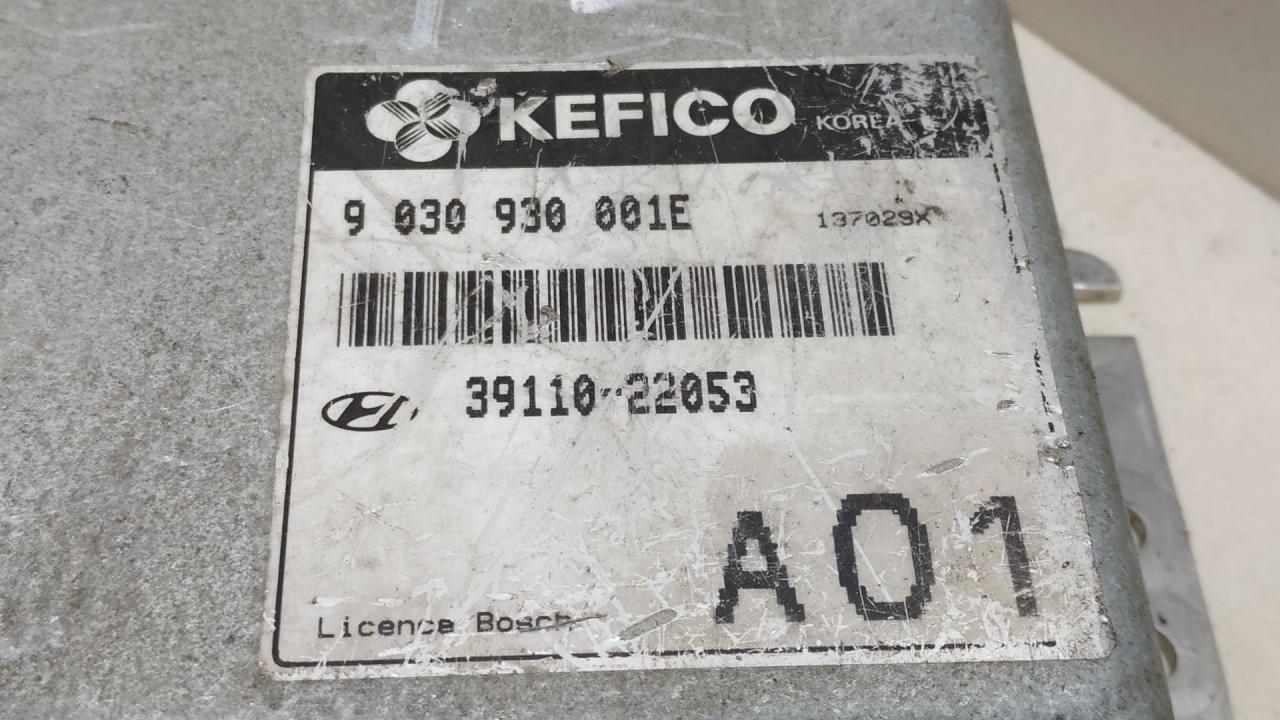 KEFICO KOREA
9 030 930 001E 137029X
39110-22053
A01
Licence Bosch